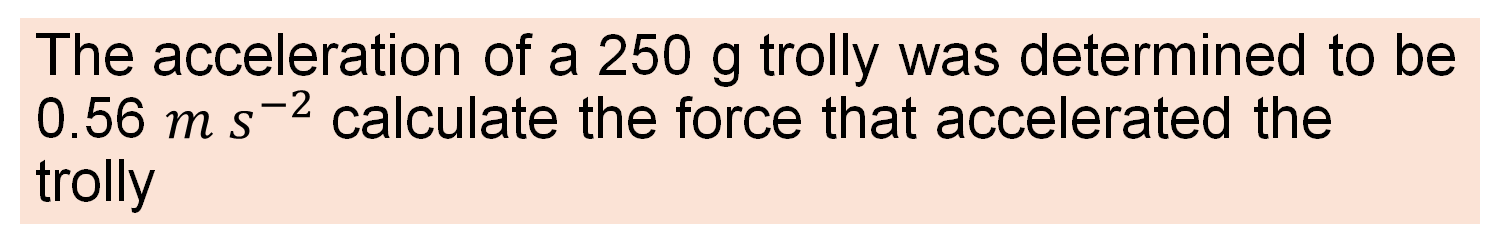 The acceleration of a 250 g trolly was determined to be
0.56 m s⁻² calculate the force that accelerated the
trolly